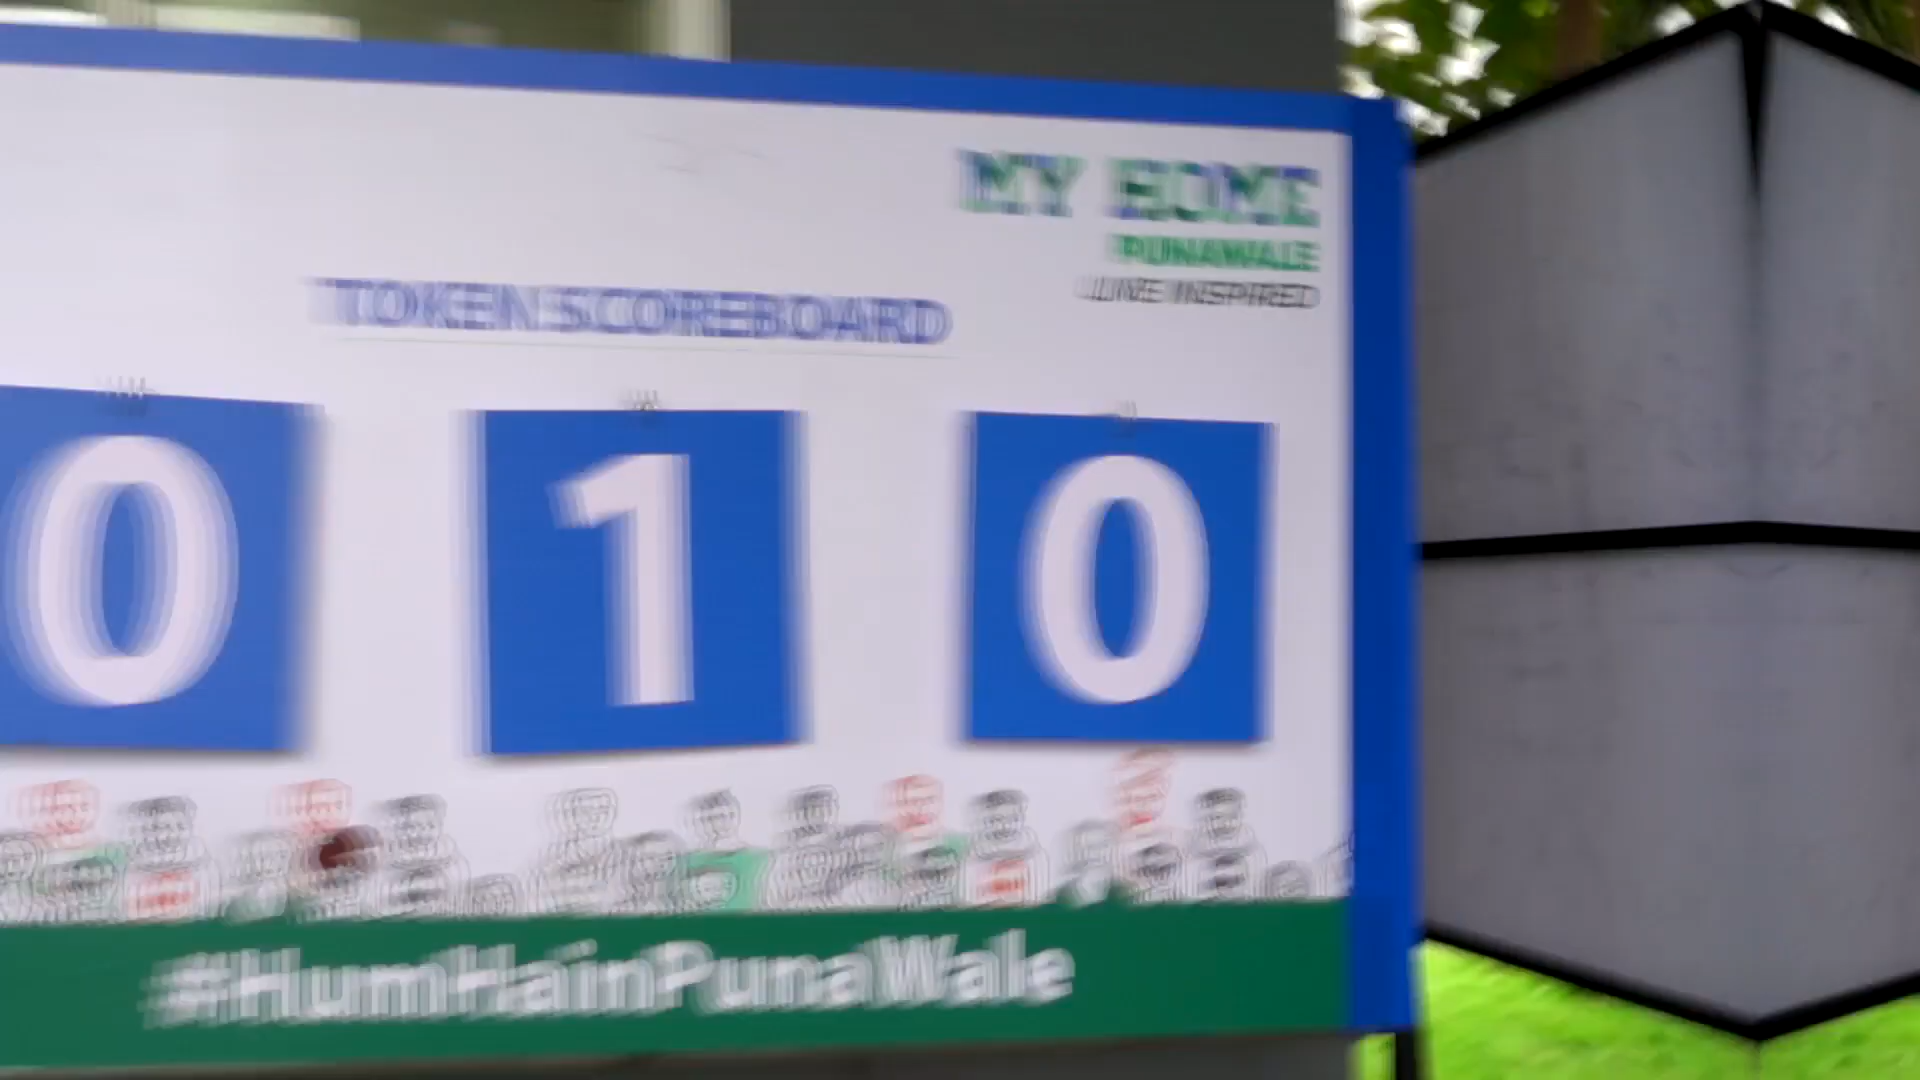 MY HOME
PUNAWALE
LIVE INSPIRED
TOKEN SCOREBOARD
0 1 0
#HumHainPunaWale